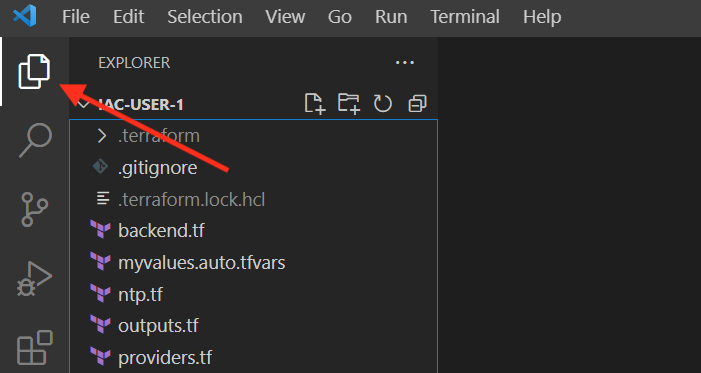 File Edit Selection View Go Run Terminal Help
EXPLORER ...
IAC-USER-1
.terraform
.gitignore
.terraform.lock.hcl
backend.tf
myvalues.auto.tfvars
ntp.tf
outputs.tf
providers.tf